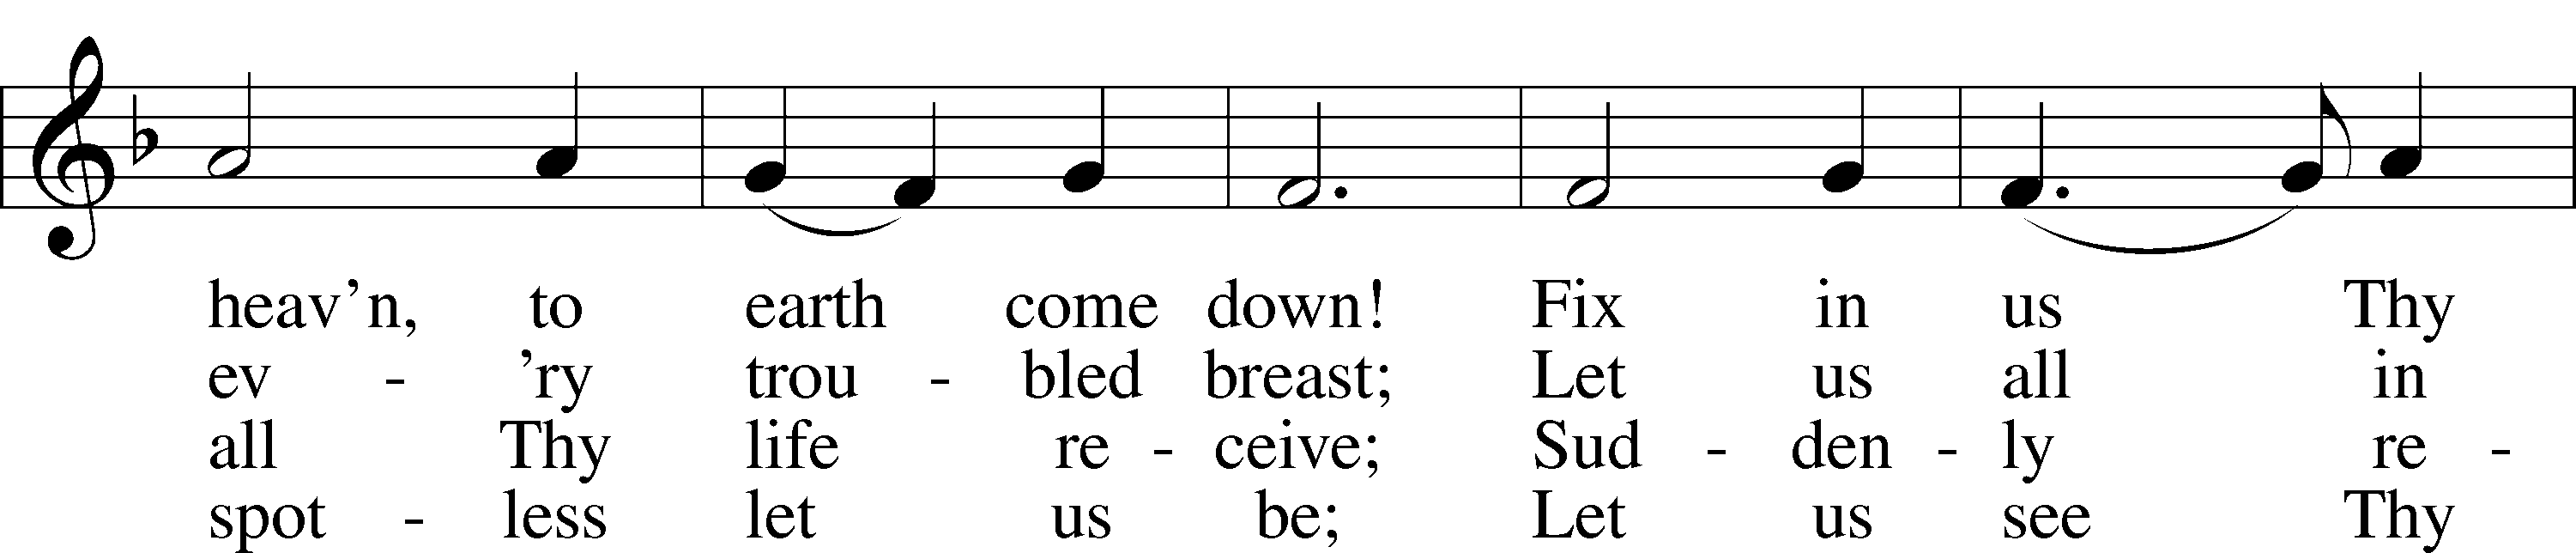 heav’n, to earth come down! Fix in us Thy
ev - ’ry trou - bled breast; Let us all in
all Thy life re - ceive; Sud - den - ly re -
spot - less let us be; Let us see Thy